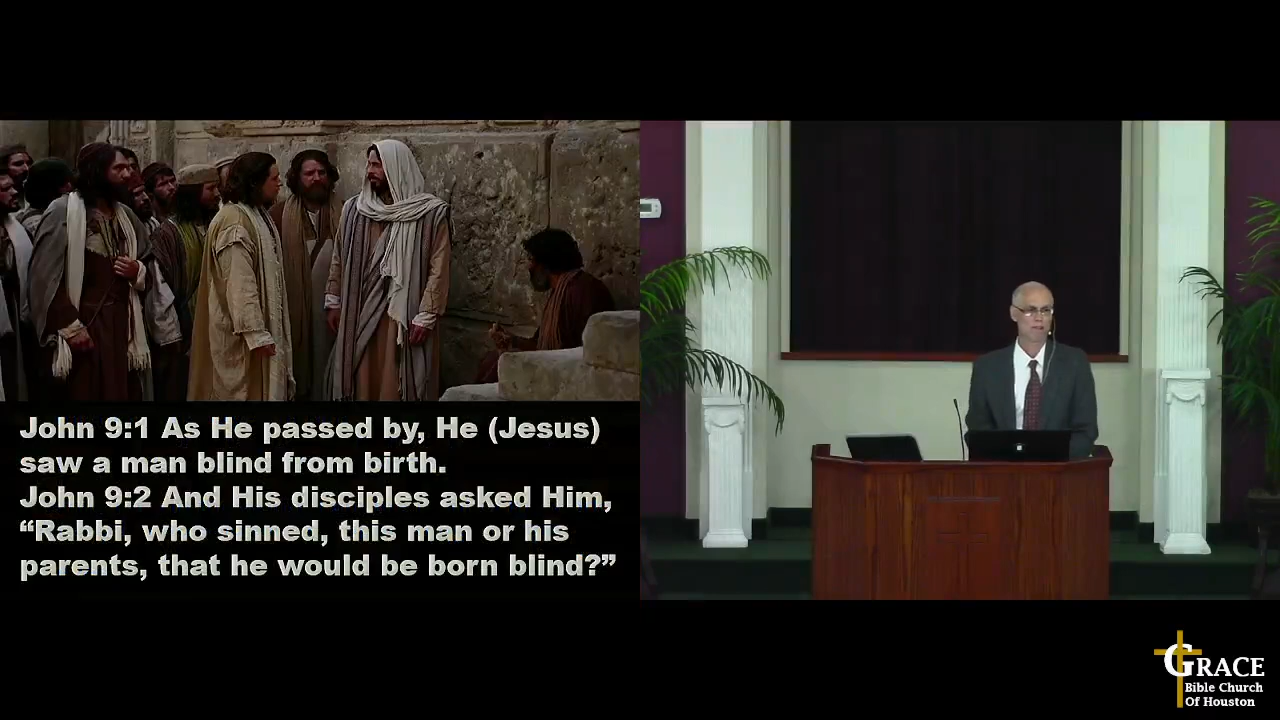 John 9:1 As He passed by, He (Jesus)
saw a man blind from birth.
John 9:2 And His disciples asked Him,
“Rabbi, who sinned, this man or his
parents, that he would be born blind?”
GRACE
Bible Church
Of Houston